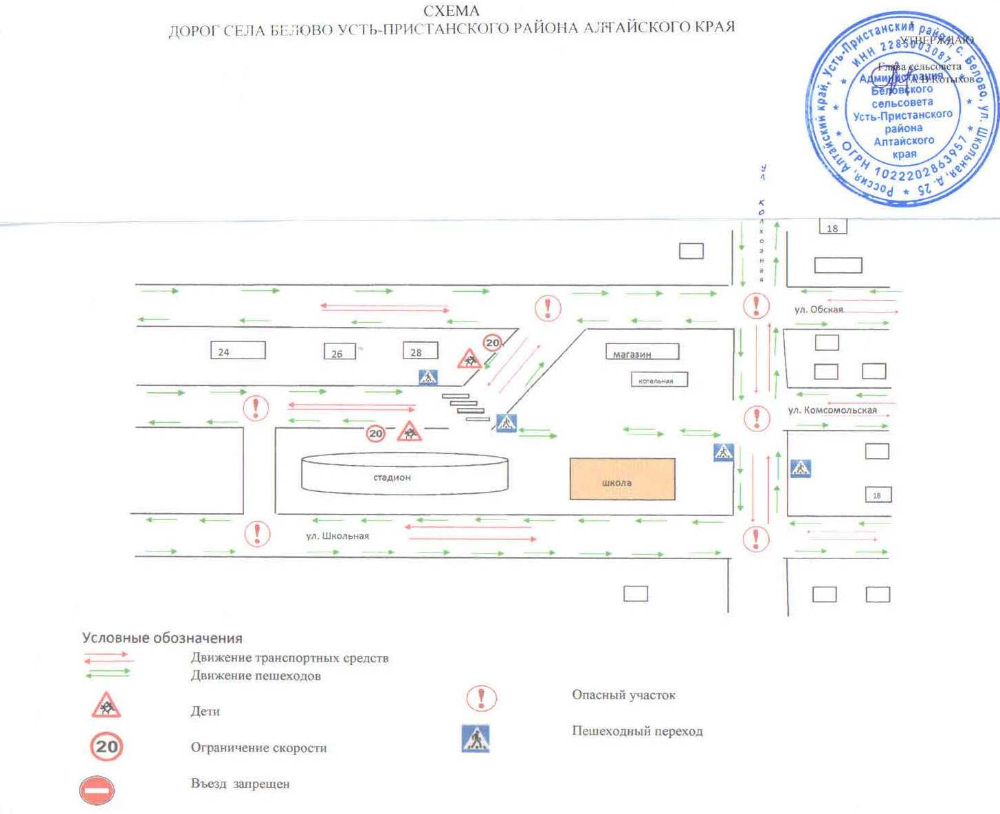 СХЕМА
ДОРОГ СЕЛА БЕЛОВО УСТЬ-ПРИСТАНСКОГО РАЙОНА АЛТАЙСКОГО КРАЯ
УТВЕРЖДАЮ
Глава сельсовета
А.В.Котыхов
Россия, Алтайский край, Усть-Пристанский район, с. Белово, ул. Школьная, д. 25
ИНН 2285003087
ОГРН 1022202863957
Администрация
Беловского
сельсовета
Усть-Пристанского
района
Алтайского
края
ул Колхозная
18
ул. Обская
20
24
26
28
магазин
котельная
ул. Комсомольская
20
стадион
школа
18
ул. Школьная
Условные обозначения
Движение транспортных средств
Движение пешеходов
Дети
Опасный участок
Пешеходный переход
20
Ограничение скорости
Въезд запрещен